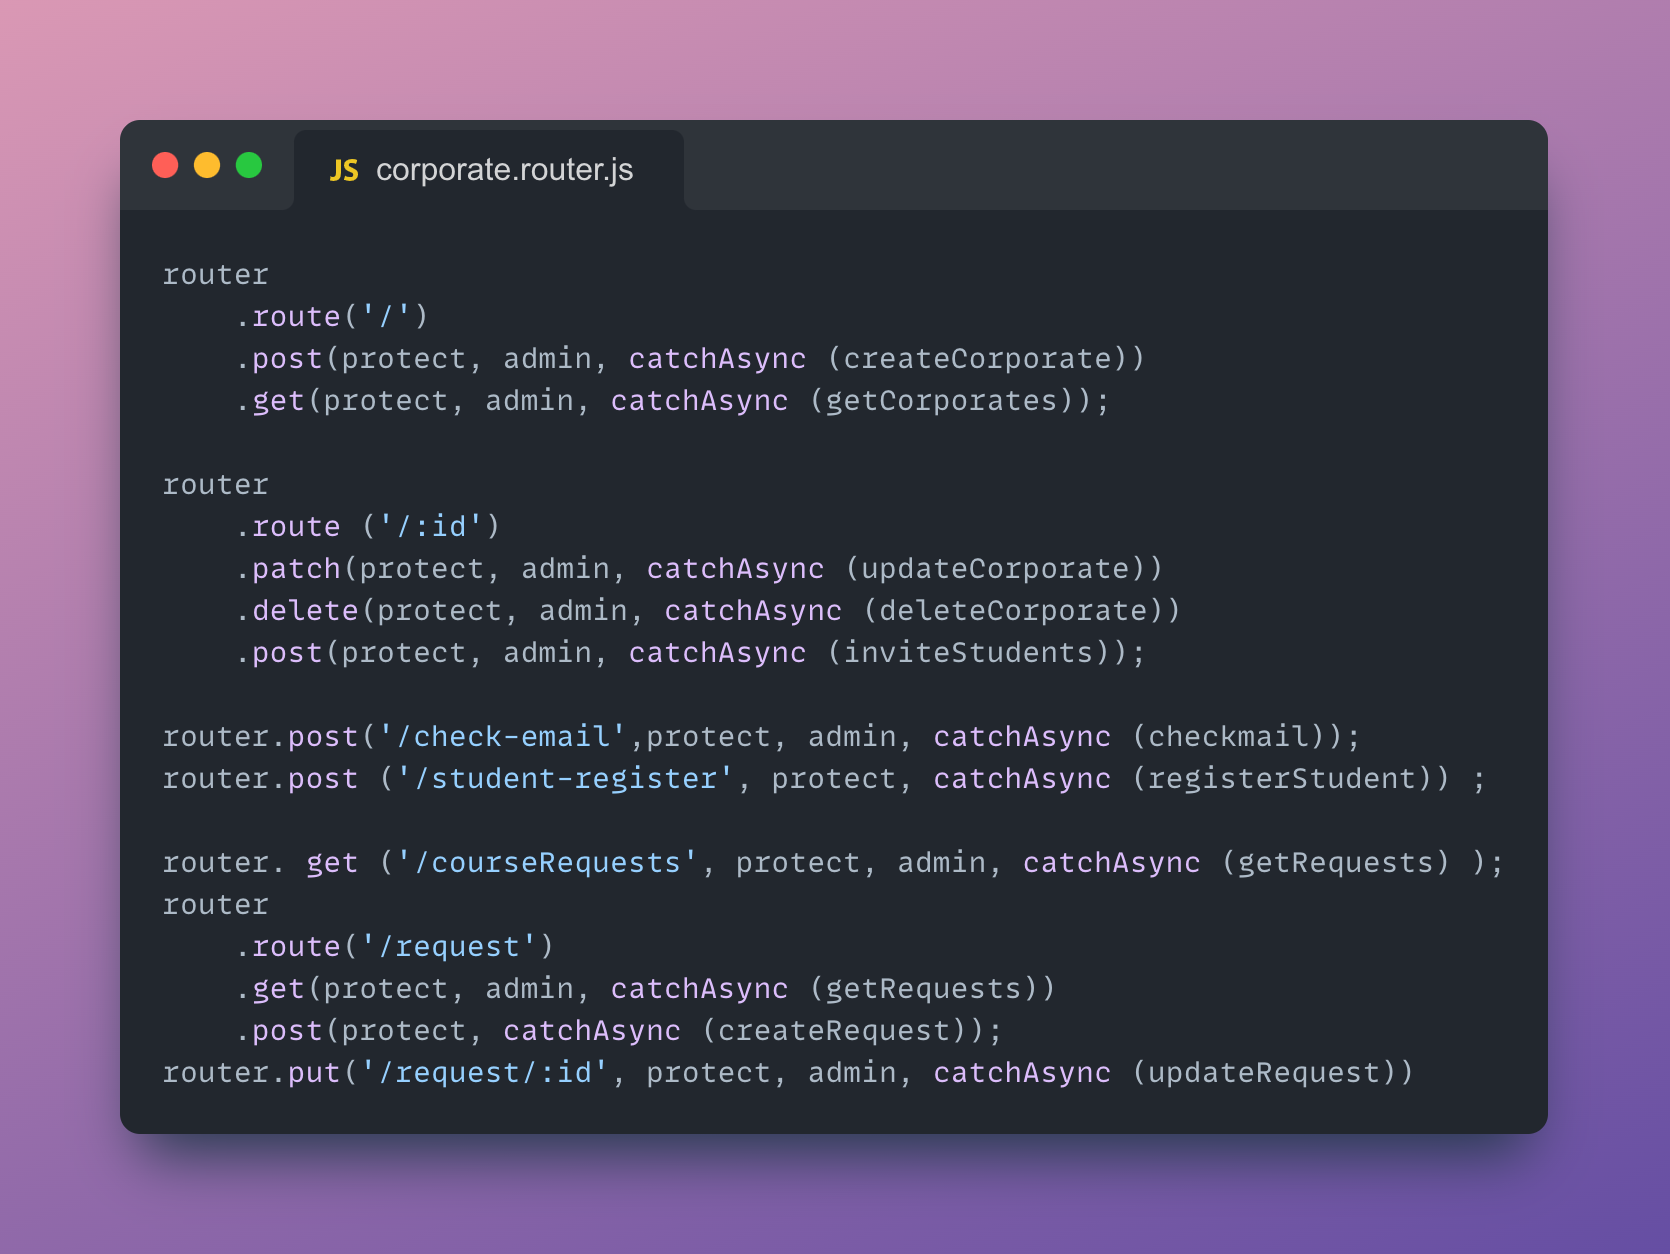 JS corporate.router.js
router
    .route('/')
    .post(protect, admin, catchAsync (createCorporate))
    .get(protect, admin, catchAsync (getCorporates));
router
    .route ('/:id')
    .patch(protect, admin, catchAsync (updateCorporate))
    .delete(protect, admin, catchAsync (deleteCorporate))
    .post(protect, admin, catchAsync (inviteStudents));
router.post('/check-email',protect, admin, catchAsync (checkmail));
router.post ('/student-register', protect, catchAsync (registerStudent)) ;
router. get ('/courseRequests', protect, admin, catchAsync (getRequests) );
router
    .route('/request')
    .get(protect, admin, catchAsync (getRequests))
    .post(protect, catchAsync (createRequest));
router.put('/request/:id', protect, admin, catchAsync (updateRequest))